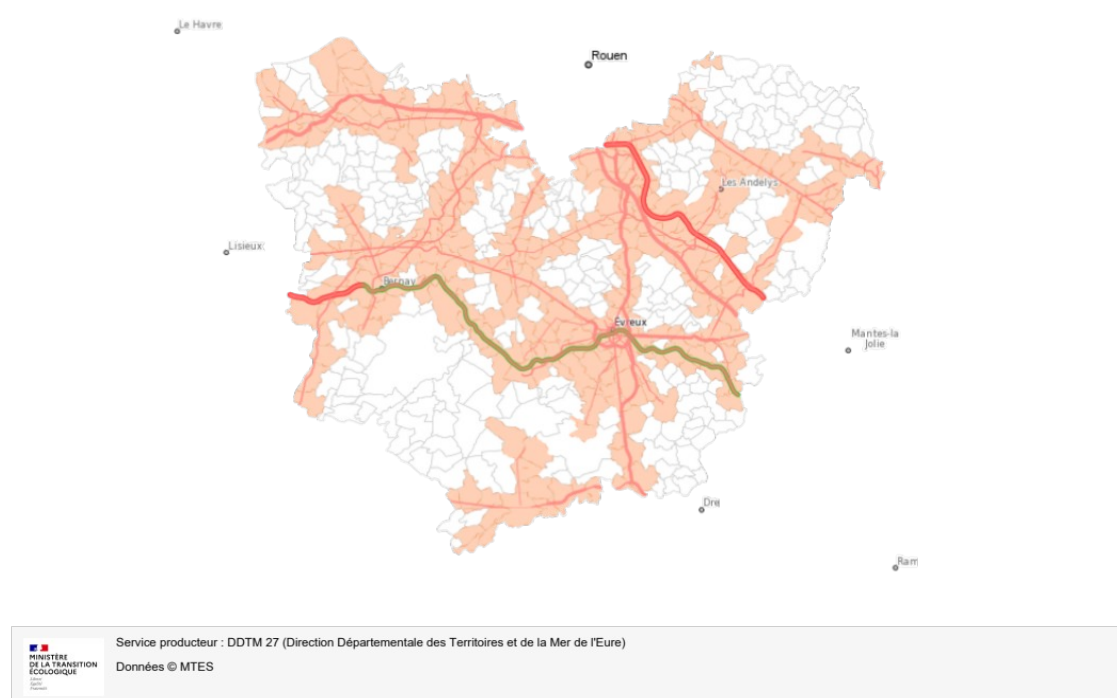 Le Havre
Rouen
Les Andelys
Lisieux
Bernay
Évreux
Mantes-la
Jolie
Dre
Ram
Service producteur : DDTM 27 (Direction Départementale des Territoires et de la Mer de l'Eure)
MINISTÈRE
DE LA TRANSITION
ÉCOLOGIQUE
Données © MTES